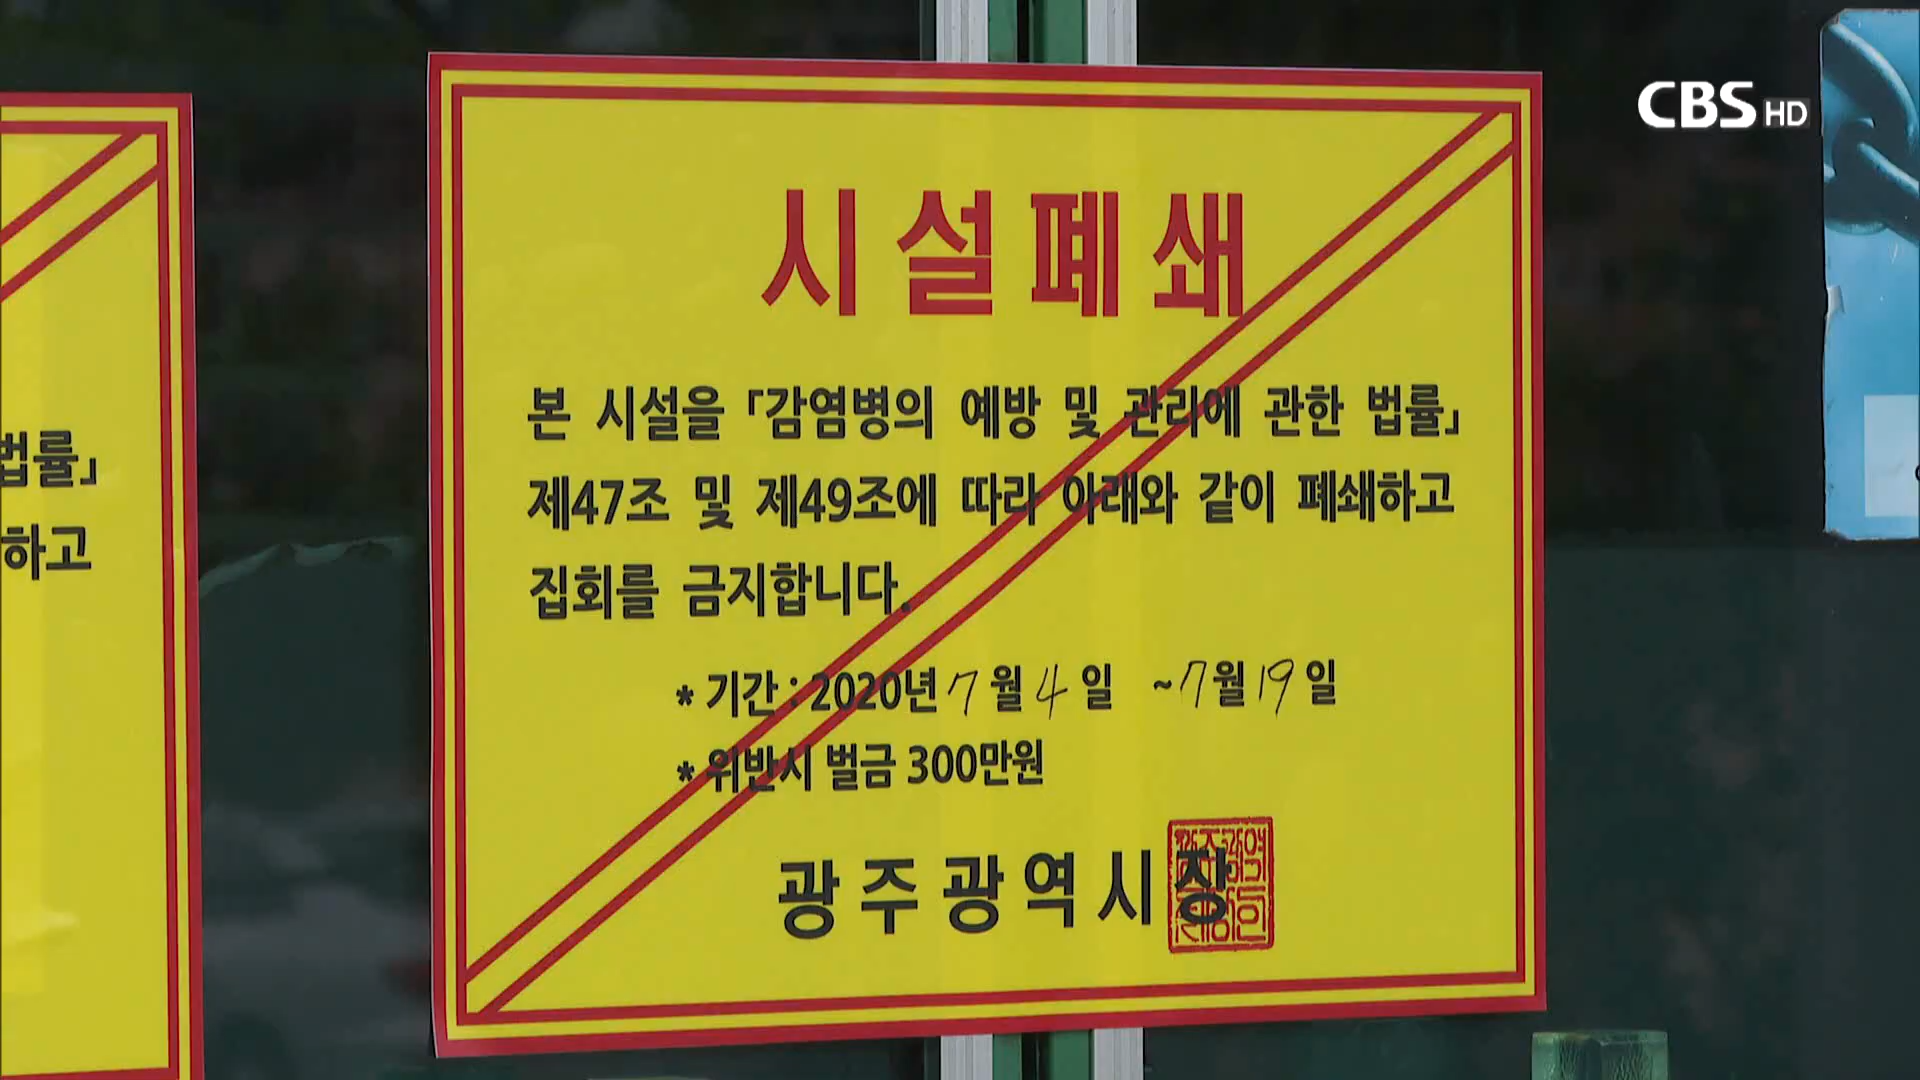 CBS HD
시설폐쇄
본 시설을 「감염병의 예방 및 관리에 관한 법률」
제47조 및 제49조에 따라 아래와 같이 폐쇄하고
집회를 금지합니다.
* 기간 : 2020년 7월 4일 ~ 7월 19일
* 위반시 벌금 300만원
광주광역시장
법률」
하고